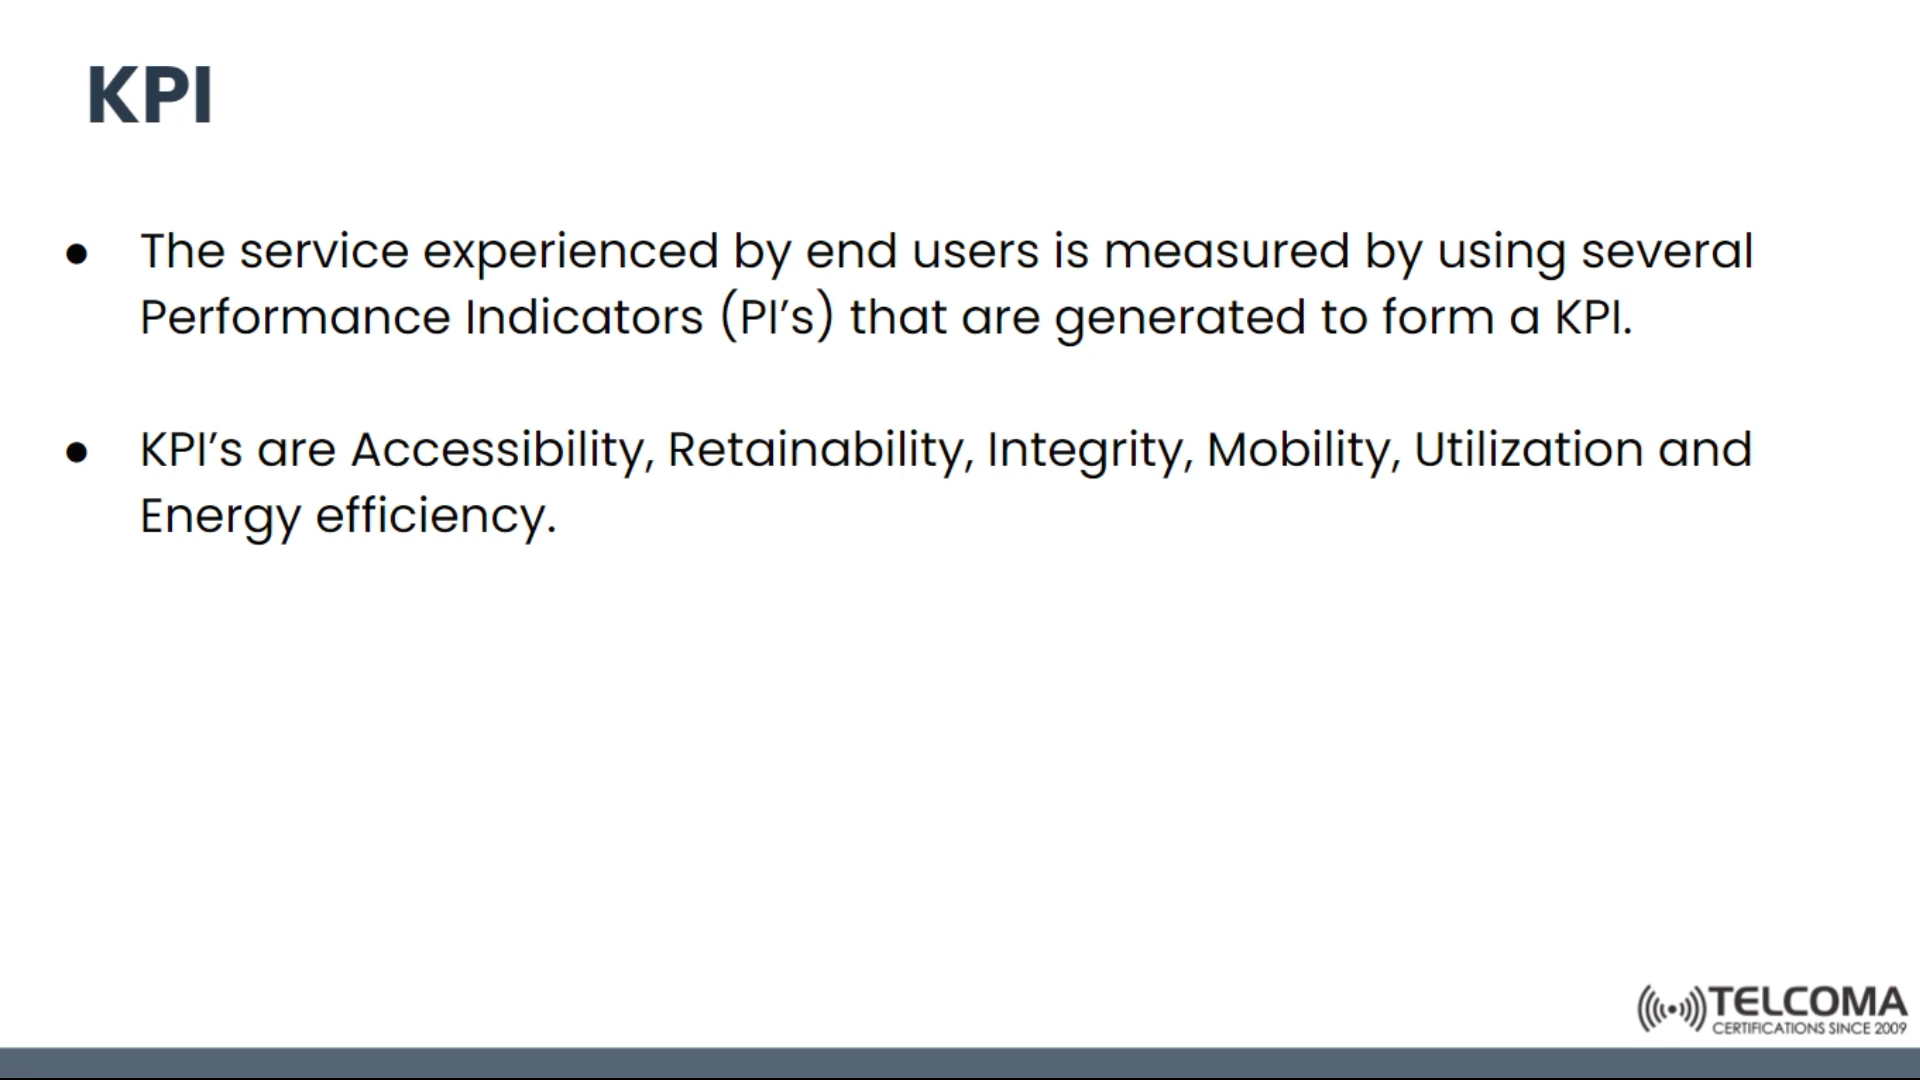 KPI
● The service experienced by end users is measured by using several
Performance Indicators (PI’s) that are generated to form a KPI.
● KPI’s are Accessibility, Retainability, Integrity, Mobility, Utilization and
Energy efficiency.
TELCOMA
CERTIFICATIONS SINCE 2009